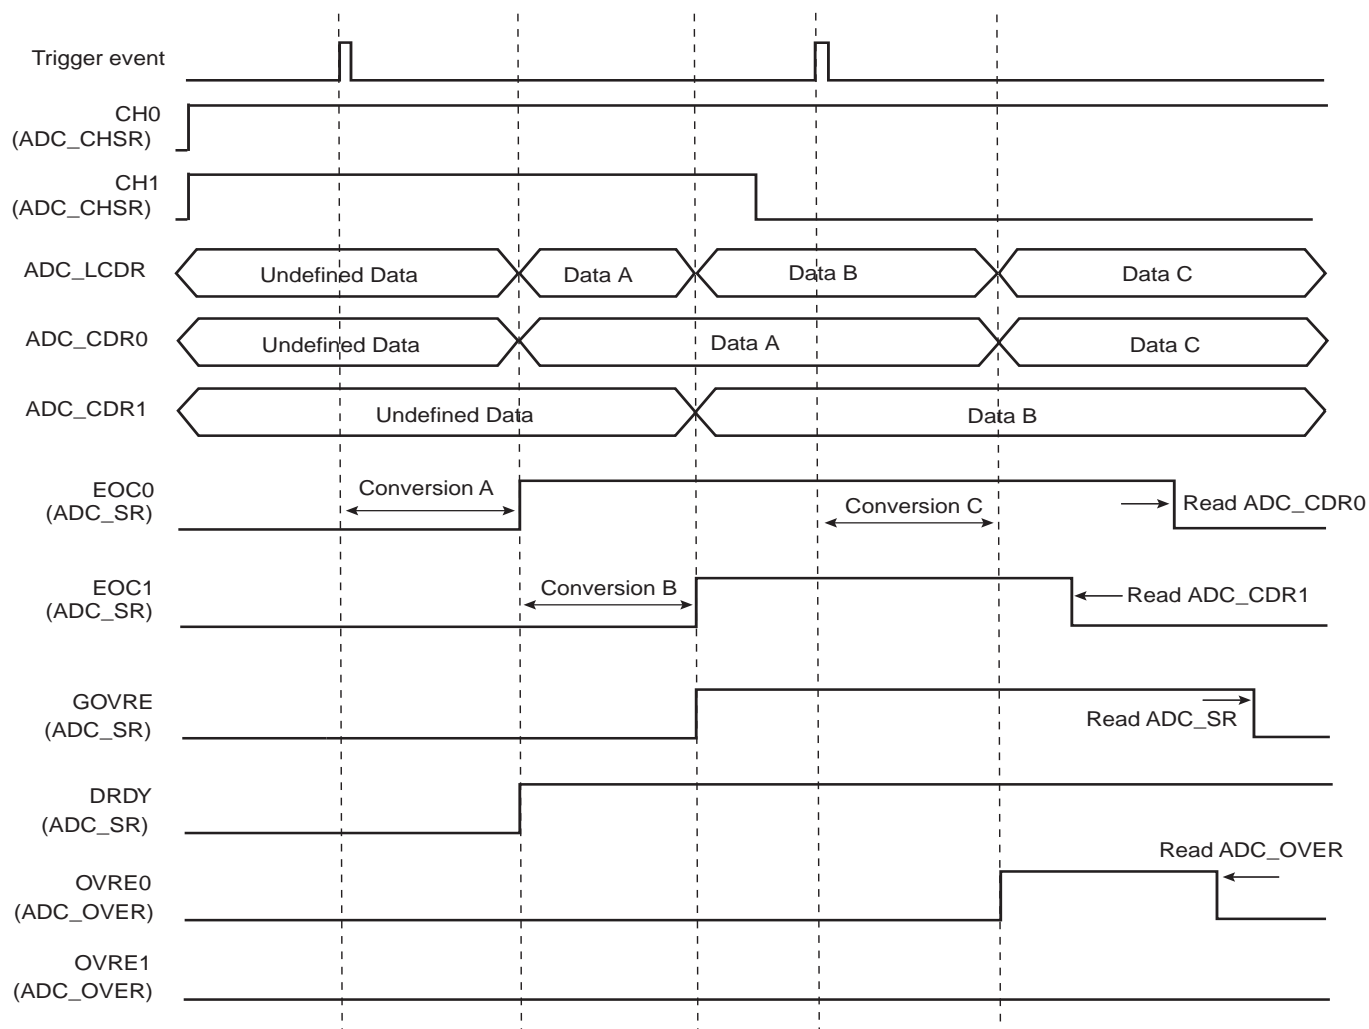 Trigger event
CH0
(ADC_CHSR)
CH1
(ADC_CHSR)
ADC_LCDR
Undefined Data
Data A
Data B
Data C
ADC_CDR0
Undefined Data
Data A
Data C
ADC_CDR1
Undefined Data
Data B
EOC0
(ADC_SR)
Conversion A
Conversion C
Read ADC_CDR0
EOC1
(ADC_SR)
Conversion B
Read ADC_CDR1
GOVRE
(ADC_SR)
Read ADC_SR
DRDY
(ADC_SR)
Read ADC_OVER
OVRE0
(ADC_OVER)
OVRE1
(ADC_OVER)